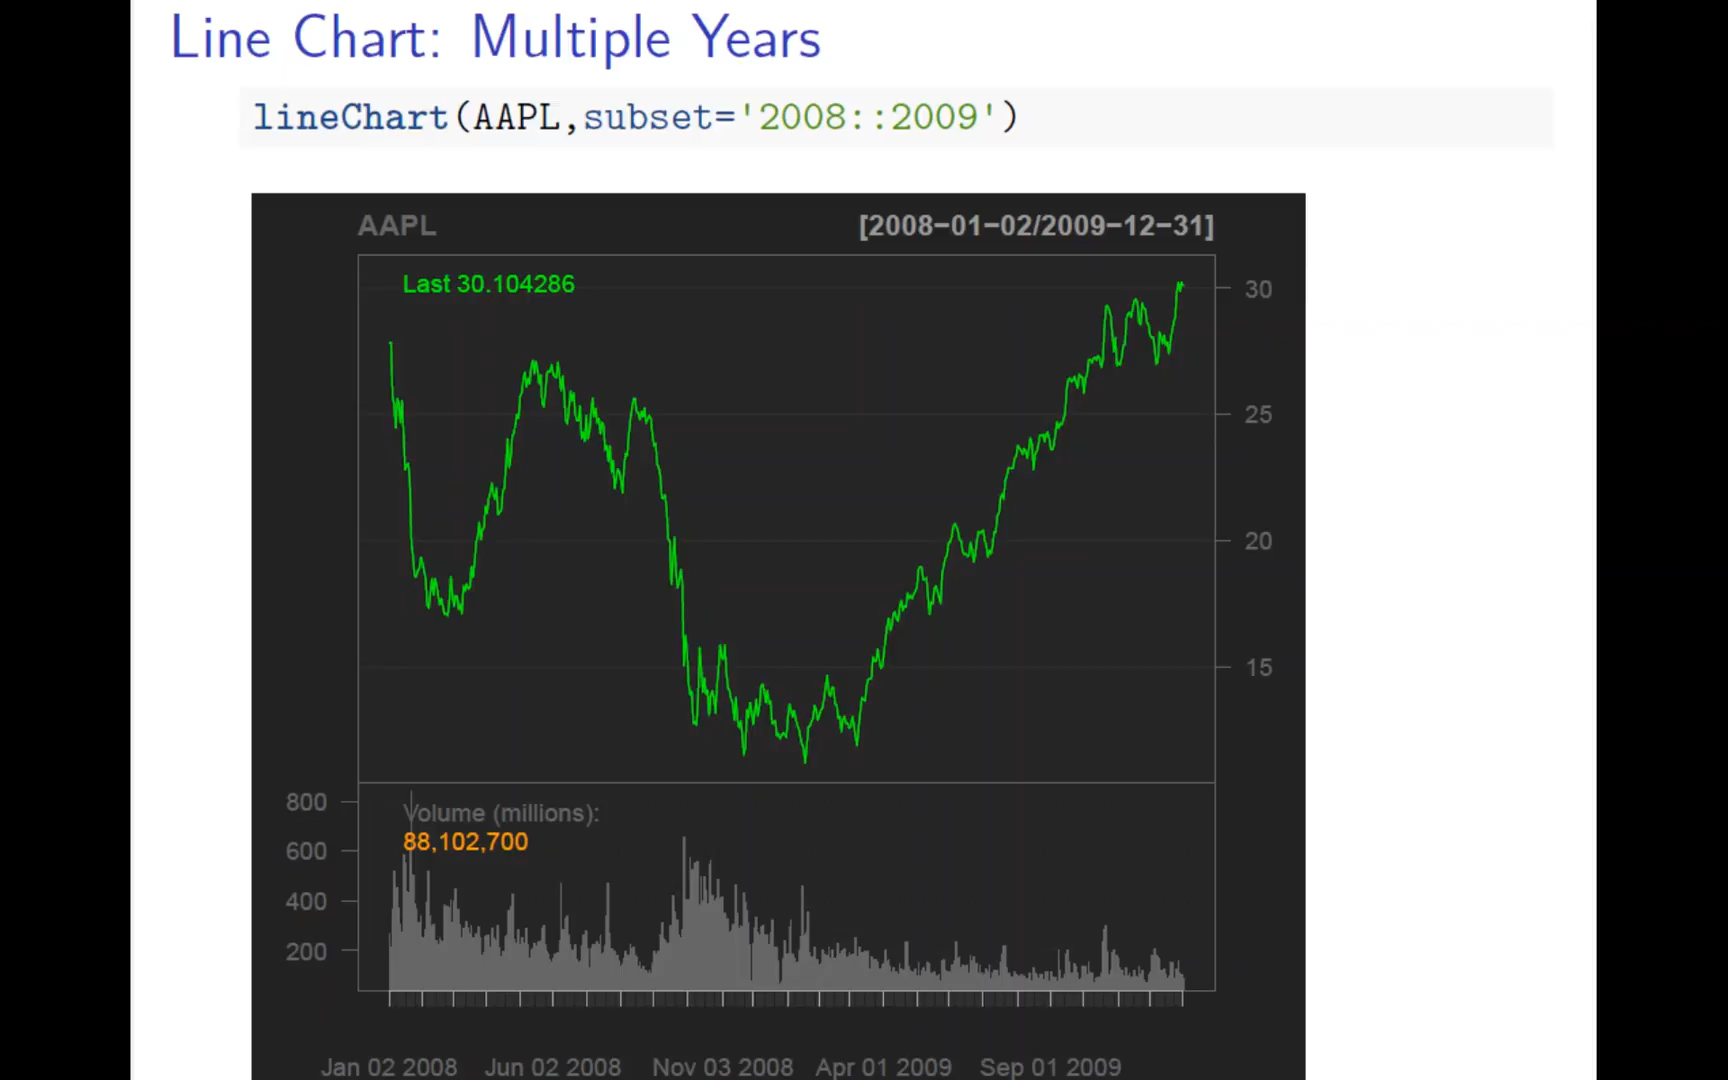 Line Chart: Multiple Years
lineChart(AAPL,subset='2008::2009')
AAPL [2008−01−02/2009−12−31]
Last 30.104286
30
25
20
15
800
600
400
200
Volume (millions):
88,102,700
Jan 02 2008 Jun 02 2008 Nov 03 2008 Apr 01 2009 Sep 01 2009